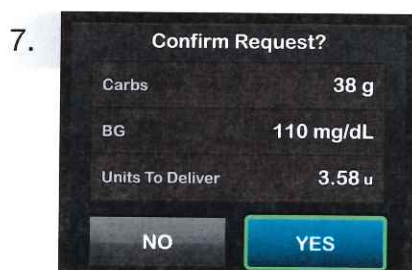 7.
Confirm Request?
Carbs 38 g
BG 110 mg/dL
Units To Deliver 3.58 u
NO YES